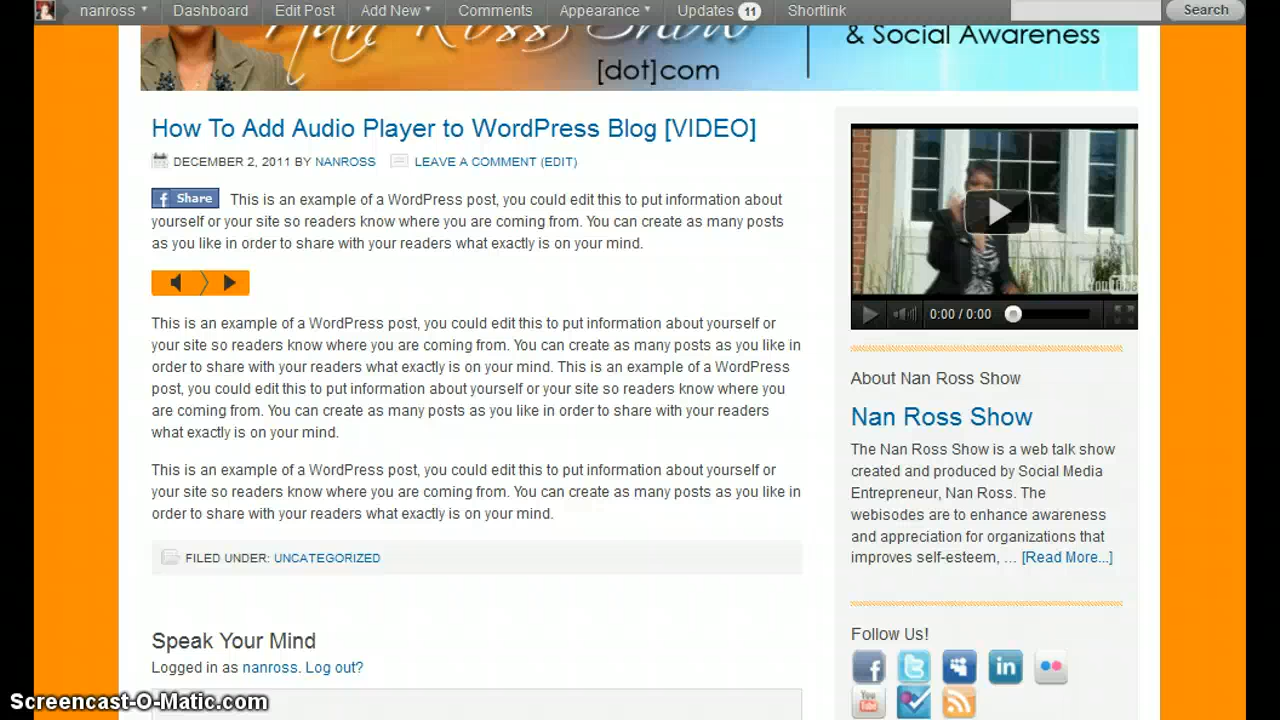 nanross Dashboard Edit Post Add New Comments Appearance Updates 11 Shortlink Search
Nan Ross Show
& Social Awareness
[dot]com
How To Add Audio Player to WordPress Blog [VIDEO]
DECEMBER 2, 2011 BY NANROSS LEAVE A COMMENT (EDIT)
f Share This is an example of a WordPress post, you could edit this to put information about
yourself or your site so readers know where you are coming from. You can create as many posts
as you like in order to share with your readers what exactly is on your mind.
This is an example of a WordPress post, you could edit this to put information about yourself or
your site so readers know where you are coming from. You can create as many posts as you like in
order to share with your readers what exactly is on your mind. This is an example of a WordPress
post, you could edit this to put information about yourself or your site so readers know where you
are coming from. You can create as many posts as you like in order to share with your readers
what exactly is on your mind.
This is an example of a WordPress post, you could edit this to put information about yourself or
your site so readers know where you are coming from. You can create as many posts as you like in
order to share with your readers what exactly is on your mind.
FILED UNDER: UNCATEGORIZED
Speak Your Mind
Logged in as nanross. Log out?
YouTube
0:00 / 0:00
About Nan Ross Show
Nan Ross Show
The Nan Ross Show is a web talk show
created and produced by Social Media
Entrepreneur, Nan Ross. The
webisodes are to enhance awareness
and appreciation for organizations that
improves self-esteem, … [Read More...]
Follow Us!
f t in
You Tube
Screencast-O-Matic.com